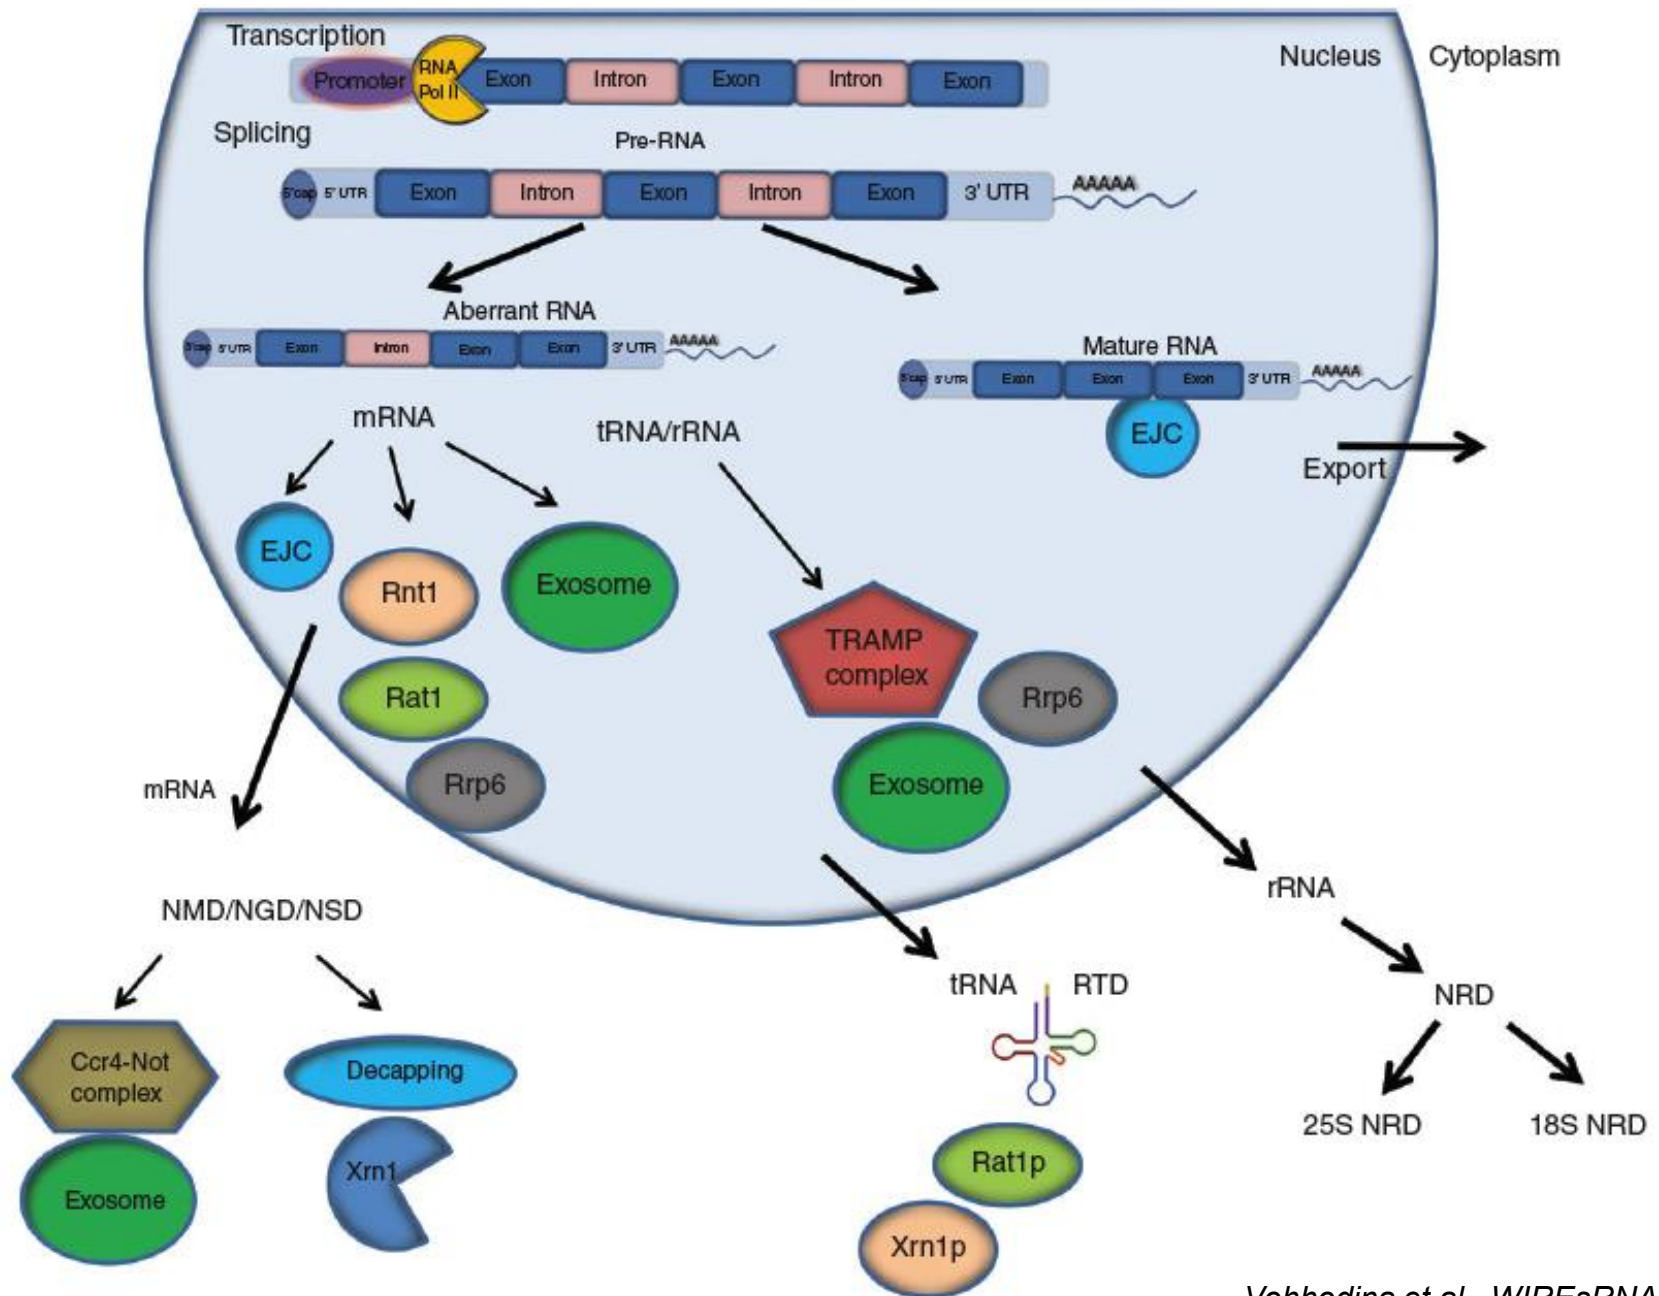 Transcription
Nucleus
Cytoplasm
Promoter
RNA
Pol II
Exon
Intron
Exon
Intron
Exon
Splicing
Pre-RNA
5'cap
5' UTR
Exon
Intron
Exon
Intron
Exon
3' UTR
AAAAA
Aberrant RNA
5'cap
5' UTR
Exon
Intron
Exon
Exon
3' UTR
AAAAA
Mature RNA
5'cap
5' UTR
Exon
Exon
Exon
3' UTR
AAAAA
EJC
Export
mRNA
tRNA/rRNA
EJC
Rnt1
Exosome
Rat1
Rrp6
TRAMP
complex
Rrp6
Exosome
mRNA
NMD/NGD/NSD
Ccr4-Not
complex
Exosome
Decapping
Xrn1
tRNA
RTD
Rat1p
Xrn1p
rRNA
NRD
25S NRD
18S NRD